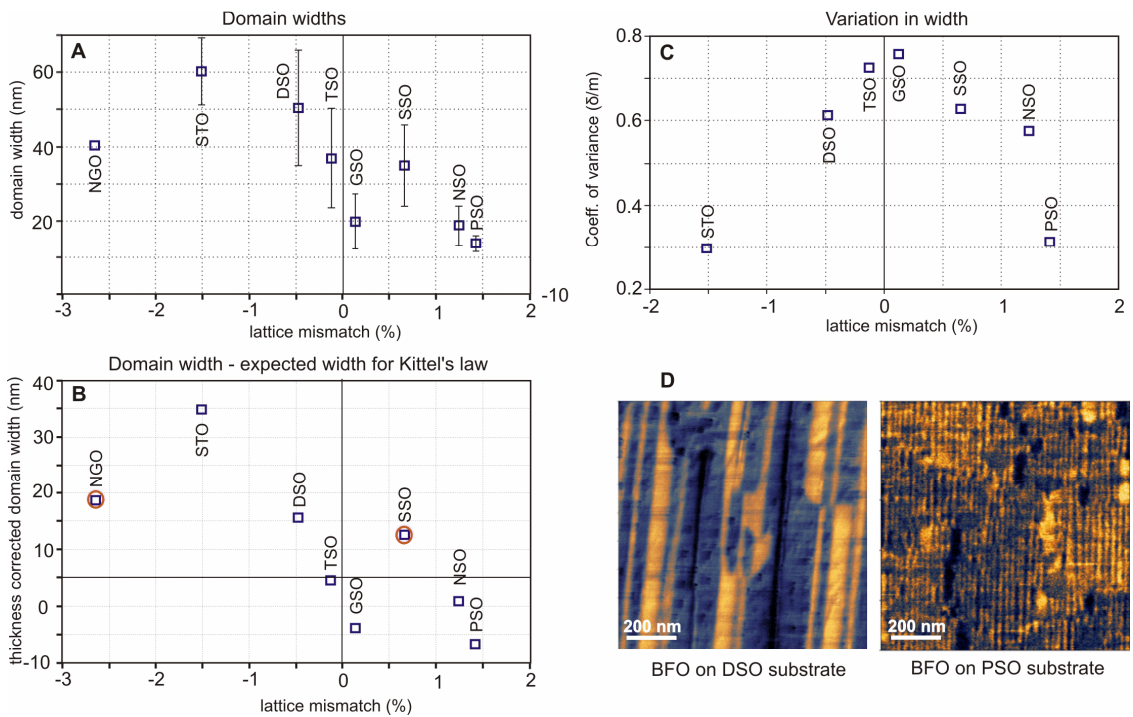 Domain widths
A
domain width (nm)
60
40
20
0
NGO
STO
DSO
TSO
GSO
SSO
NSO
PSO
-3
-2
-1
0
1
2
-10
lattice mismatch (%)
Variation in width
C
Coeff. of variance (δ/m)
0.8
0.6
0.4
0.2
STO
DSO
TSO
GSO
SSO
NSO
PSO
-2
-1
0
1
2
lattice mismatch (%)
Domain width - expected width for Kittel's law
B
thickness corrected domain width (nm)
40
30
20
10
0
-10
NGO
STO
DSO
TSO
GSO
SSO
NSO
PSO
-3
-2
-1
0
1
2
lattice mismatch (%)
D
200 nm
BFO on DSO substrate
200 nm
BFO on PSO substrate